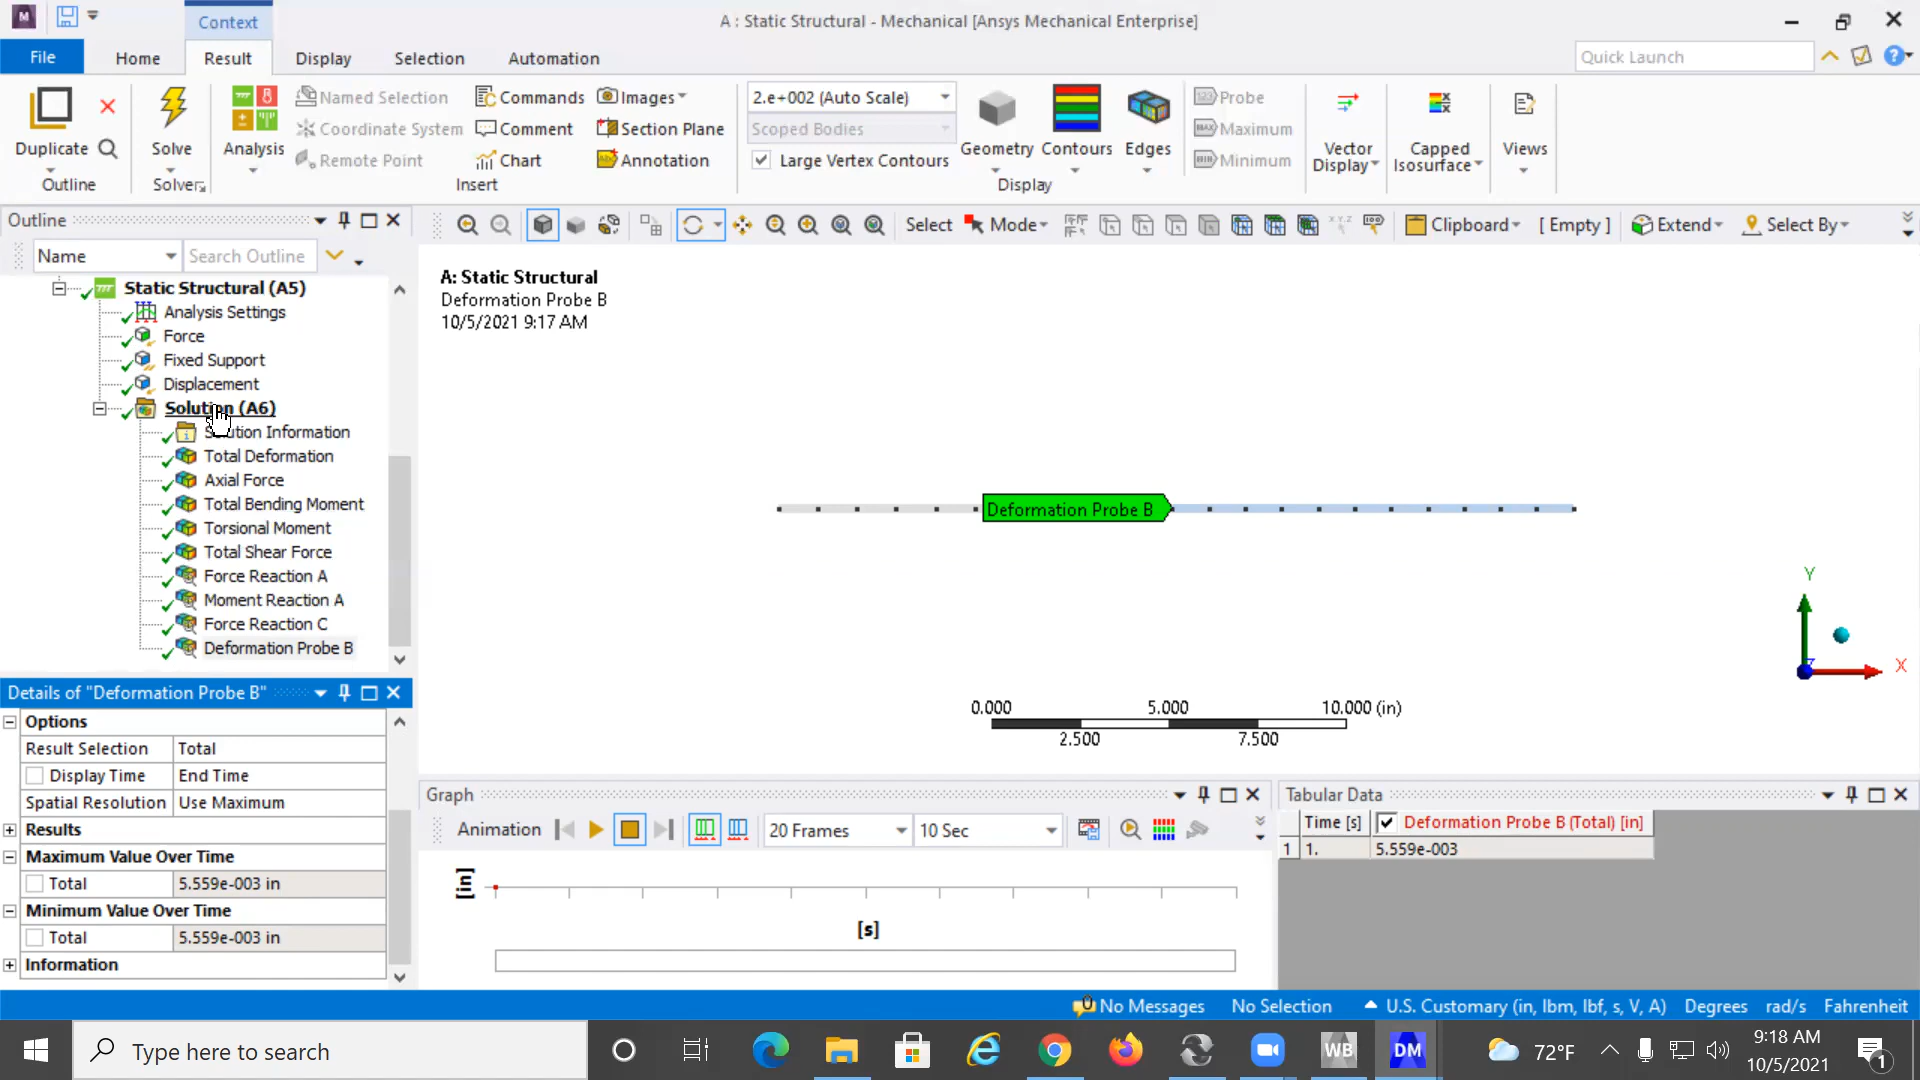 M
Context
A : Static Structural - Mechanical [Ansys Mechanical Enterprise]
File
Home
Result
Display
Selection
Automation
Quick Launch
Duplicate
Outline
Solve
Solver
Analysis
Named Selection
Coordinate System
Remote Point
Commands
Comment
Chart
Images
Section Plane
Annotation
Insert
2.e+002 (Auto Scale)
Scoped Bodies
Large Vertex Contours
Geometry
Contours
Edges
Display
Probe
Maximum
Minimum
Vector
Display
Capped
Isosurface
Views
Outline
Name
Search Outline
Select
Mode
Clipboard
[ Empty ]
Extend
Select By
Static Structural (A5)
Analysis Settings
Force
Fixed Support
Displacement
Solution (A6)
Solution Information
Total Deformation
Axial Force
Total Bending Moment
Torsional Moment
Total Shear Force
Force Reaction A
Moment Reaction A
Force Reaction C
Deformation Probe B
A: Static Structural
Deformation Probe B
10/5/2021 9:17 AM
Deformation Probe B
Y
X
Z
0.000 5.000 10.000 (in)
2.500 7.500
Details of "Deformation Probe B"
Options
Result Selection Total
Display Time End Time
Spatial Resolution Use Maximum
Results
Maximum Value Over Time
Total 5.559e-003 in
Minimum Value Over Time
Total 5.559e-003 in
Information
Graph
Animation
20 Frames
10 Sec
[in]
[s]
Tabular Data
Time [s] Deformation Probe B (Total) [in]
1 1. 5.559e-003
No Messages
No Selection
U.S. Customary (in, lbm, lbf, s, V, A)
Degrees
rad/s
Fahrenheit
Type here to search
WB
DM
72°F
9:18 AM
10/5/2021
1